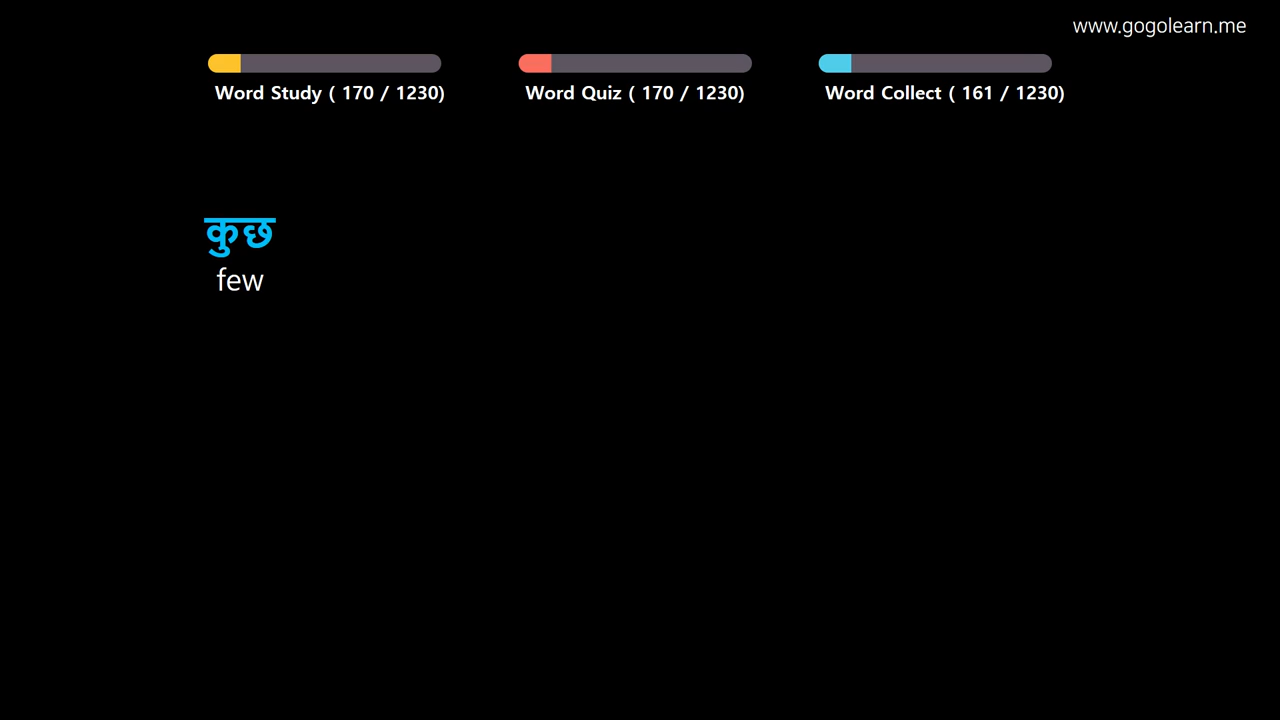 www.gogolearn.me
Word Study ( 170 / 1230)
Word Quiz ( 170 / 1230)
Word Collect ( 161 / 1230)
कुछ
few